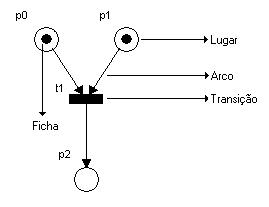 p0
p1
Lugar
Arco
t1
Transição
Ficha
p2